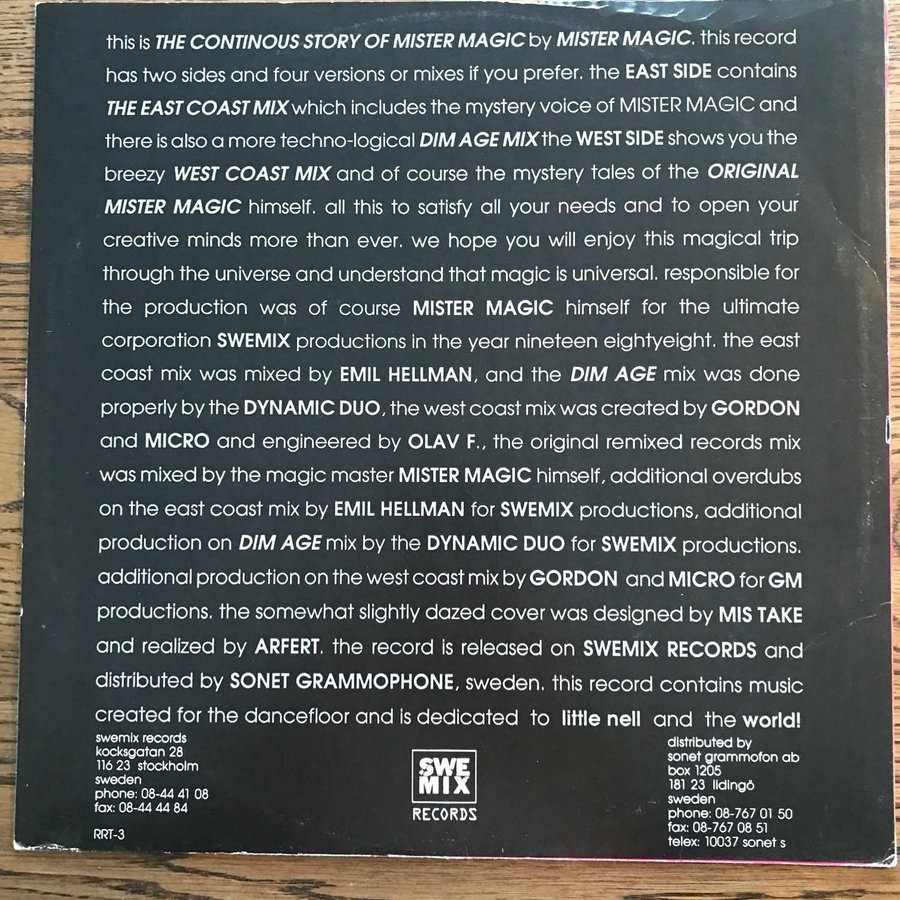 this is THE CONTINOUS STORY OF MISTER MAGIC by MISTER MAGIC. this record
has two sides and four versions or mixes if you prefer. the EAST SIDE contains
THE EAST COAST MIX which includes the mystery voice of MISTER MAGIC and
there is also a more techno-logical DIM AGE MIX the WEST SIDE shows you the
breezy WEST COAST MIX and of course the mystery tales of the ORIGINAL
MISTER MAGIC himself. all this to satisfy all your needs and to open your
creative minds more than ever. we hope you will enjoy this magical trip
through the universe and understand that magic is universal. responsible for
the production was of course MISTER MAGIC himself for the ultimate
corporation SWEMIX productions in the year nineteen eightyeight. the east
coast mix was mixed by EMIL HELLMAN, and the DIM AGE mix was done
properly by the DYNAMIC DUO, the west coast mix was created by GORDON
and MICRO and engineered by OLAV F., the original remixed records mix
was mixed by the magic master MISTER MAGIC himself, additional overdubs
on the east coast mix by EMIL HELLMAN for SWEMIX productions, additional
production on DIM AGE mix by the DYNAMIC DUO for SWEMIX productions.
additional production on the west coast mix by GORDON and MICRO for GM
productions. the somewhat slightly dazed cover was designed by MIS TAKE
and realized by ARFERT. the record is released on SWEMIX RECORDS and
distributed by SONET GRAMMOPHONE, sweden. this record contains music
created for the dancefloor and is dedicated to little nell and the world!
swemix records
kocksgatan 28
116 23 stockholm
sweden
phone: 08-44 41 08
fax: 08-44 44 84
RRT-3
SWE
MIX
RECORDS
distributed by
sonet grammofon ab
box 1205
181 23 lidingö
sweden
phone: 08-767 01 50
fax: 08-767 08 51
telex: 10037 sonet s